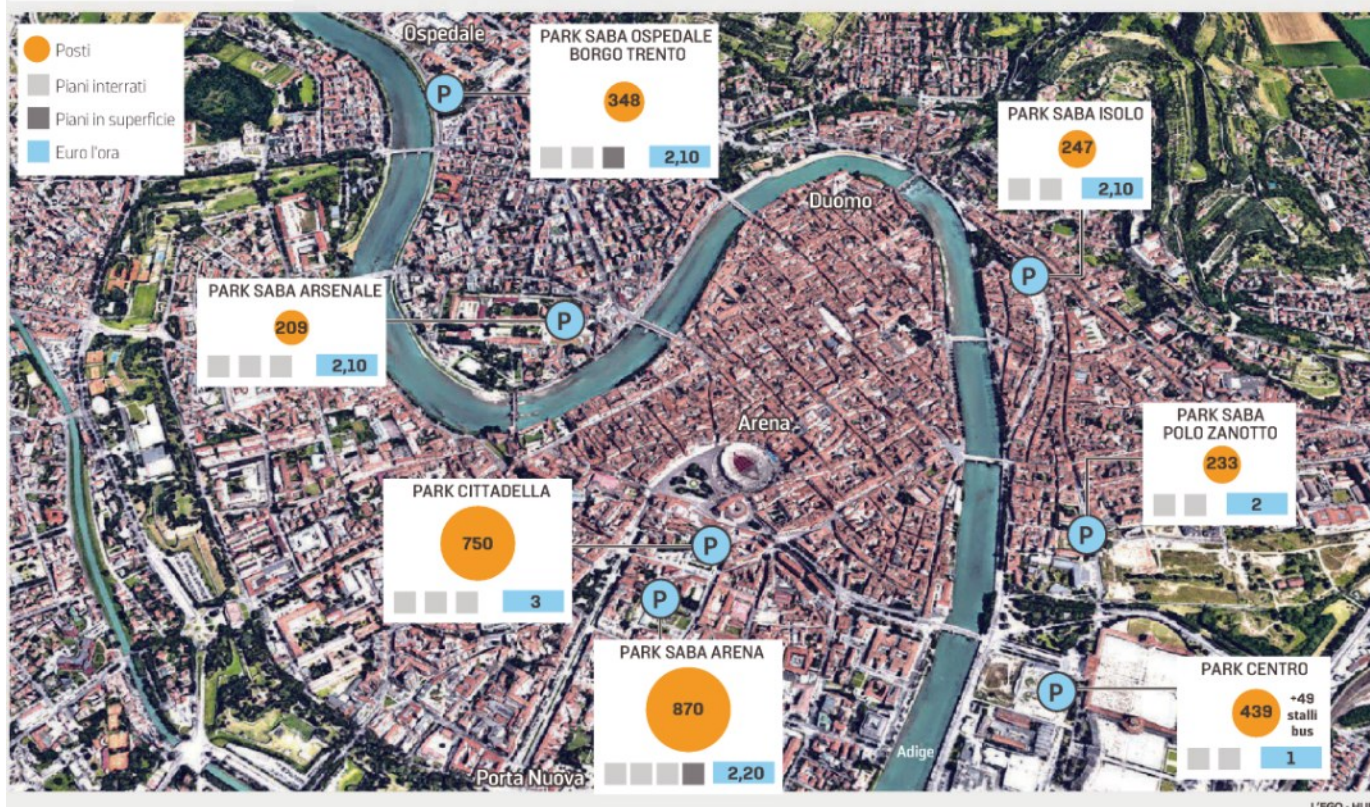 Posti
Piani interrati
Piani in superficie
Euro l'ora
Ospedale
PARK SABA OSPEDALE
BORGO TRENTO
348
2,10
PARK SABA ISOLO
247
2,10
Duomo
PARK SABA ARSENALE
209
2,10
P
P
P
Arena
PARK SABA
POLO ZANOTTO
233
2
P
PARK CITTADELLA
750
3
P
P
PARK SABA ARENA
870
2,20
PARK CENTRO
439
+49
stalli
bus
1
P
Adige
Porta Nuova